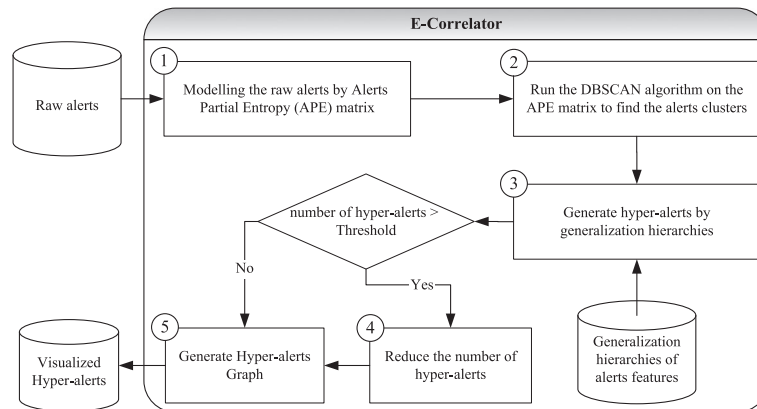 E-Correlator
Raw alerts
1
Modelling the raw alerts by Alerts
Partial Entropy (APE) matrix
2
Run the DBSCAN algorithm on the
APE matrix to find the alerts clusters
3
Generate hyper-alerts by
generalization hierarchies
number of hyper-alerts >
Threshold
No
Yes
Generalization
hierarchies of
alerts features
4
Reduce the number of
hyper-alerts
5
Generate Hyper-alerts
Graph
Visualized
Hyper-alerts